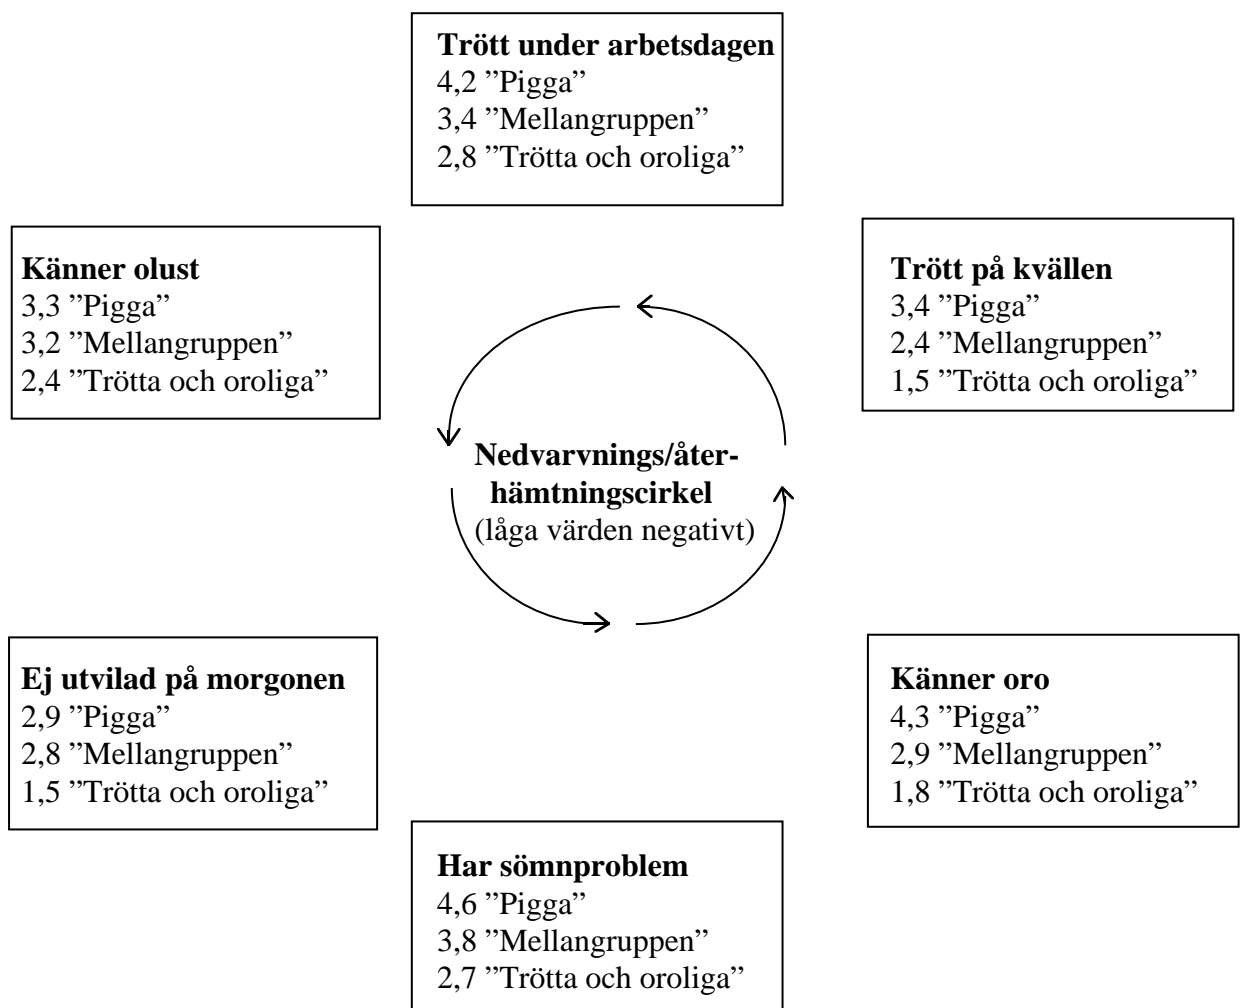 Trött under arbetsdagen
4,2 ”Pigga”
3,4 ”Mellangruppen”
2,8 ”Trötta och oroliga”
Känner olust
3,3 ”Pigga”
3,2 ”Mellangruppen”
2,4 ”Trötta och oroliga”
Trött på kvällen
3,4 ”Pigga”
2,4 ”Mellangruppen”
1,5 ”Trötta och oroliga”
Nedvarvnings/åter-
hämtningscirkel
(låga värden negativt)
Ej utvilad på morgonen
2,9 ”Pigga”
2,8 ”Mellangruppen”
1,5 ”Trötta och oroliga”
Känner oro
4,3 ”Pigga”
2,9 ”Mellangruppen”
1,8 ”Trötta och oroliga”
Har sömnproblem
4,6 ”Pigga”
3,8 ”Mellangruppen”
2,7 ”Trötta och oroliga”